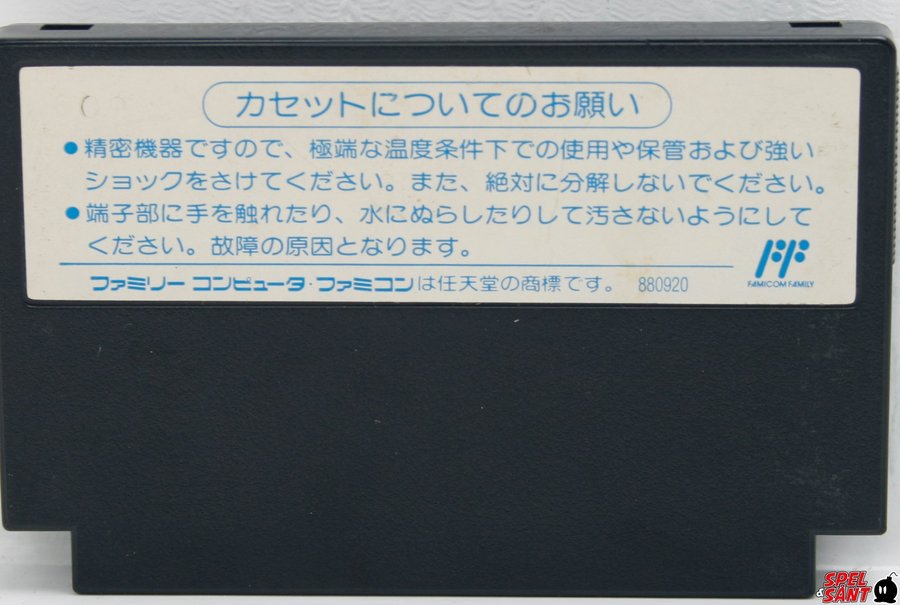 カセットについてのお願い
●精密機器ですので、極端な温度条件下での使用や保管および強い
ショックをさけてください。また、絶対に分解しないでください。
●端子部に手を触れたり、水にぬらしたりして汚さないようにして
ください。故障の原因となります。
ファミリーコンピュータ・ファミコンは任天堂の商標です。 880920
FF
FAMICOM FAMILY
SPEL
&SÅNT